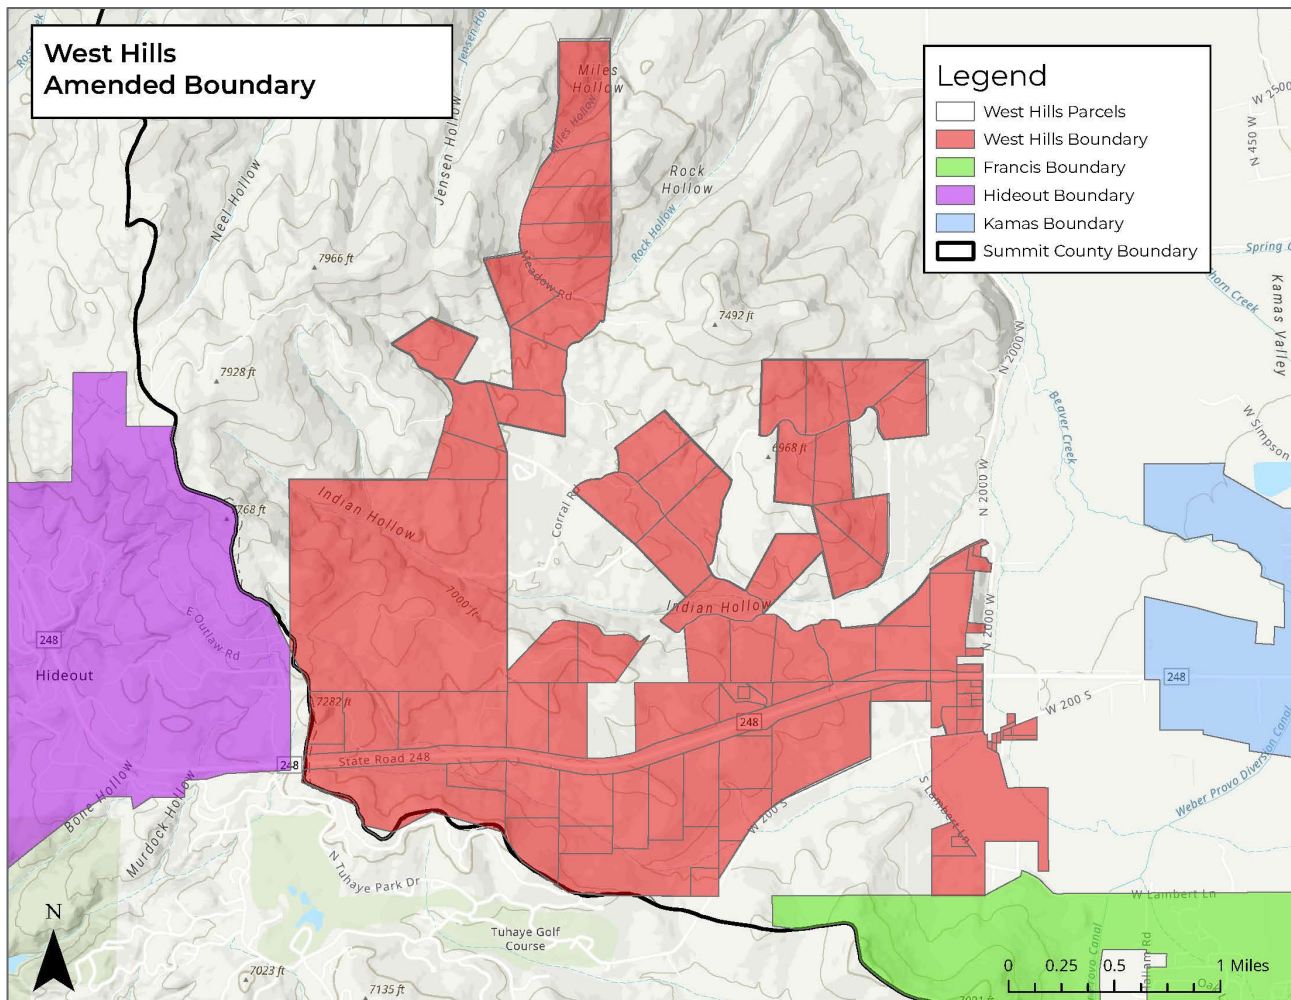 West Hills
Amended Boundary
Legend
West Hills Parcels
West Hills Boundary
Francis Boundary
Hideout Boundary
Kamas Boundary
Summit County Boundary
Jensen Hollow
Neel Hollow
Miles
Hollow
Miles Hollow
Rock
Hollow
Rock Hollow
W 2500
N 450 W
Spring
Thorn Creek
Kamas Valley
7966 ft
Meadow Rd
7492 ft
7928 ft
N 2000 W
Beaver Creek
W Simpson
6968 ft
Indian Hollow
Corral Rd
N 2000 W
7000 ft
Indian Hollow
N 2000 W
E Outlaw Rd
248
Hideout
248
W 200 S
7282 ft
248
State Road 248
248
Weber Provo Diversion Canal
Bone Hollow
Murdock Hollow
W 200 S
S Lambert Ln
N Tuhaye Park Dr
W Lambert Ln
N
Tuhaye Golf
Course
7023 ft
7135 ft
0 0.25 0.5 1 Miles